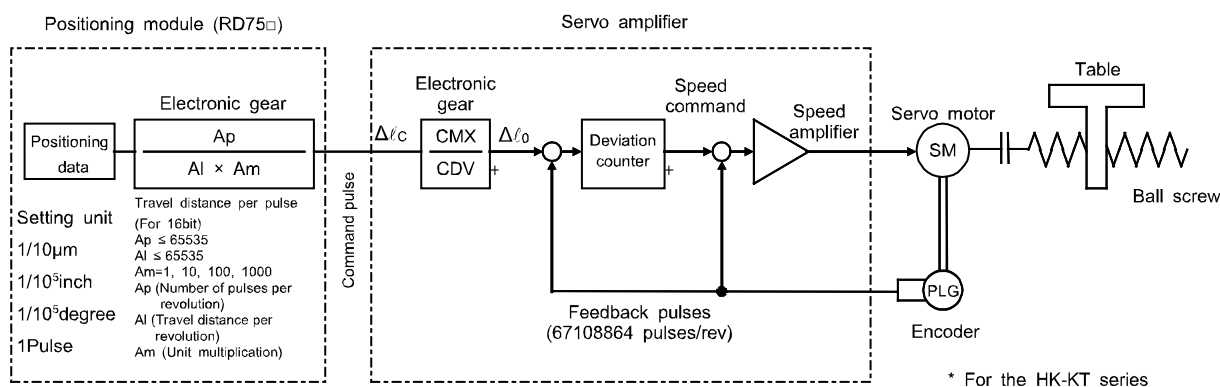 Positioning module (RD75□)
Servo amplifier
Electronic gear
Positioning
data
Ap
Al × Am
Setting unit
1/10μm
1/10⁵inch
1/10⁵degree
1Pulse
Travel distance per pulse
(For 16bit)
Ap ≤ 65535
Al ≤ 65535
Am=1, 10, 100, 1000
Ap (Number of pulses per
revolution)
Al (Travel distance per
revolution)
Am (Unit multiplication)
Command pulse
Δℓc
Electronic
gear
CMX
CDV
Δℓ0
+
Deviation
counter
+
Speed
command
Speed
amplifier
Feedback pulses
(67108864 pulses/rev)
Servo motor
SM
PLG
Encoder
Table
Ball screw
* For the HK-KT series